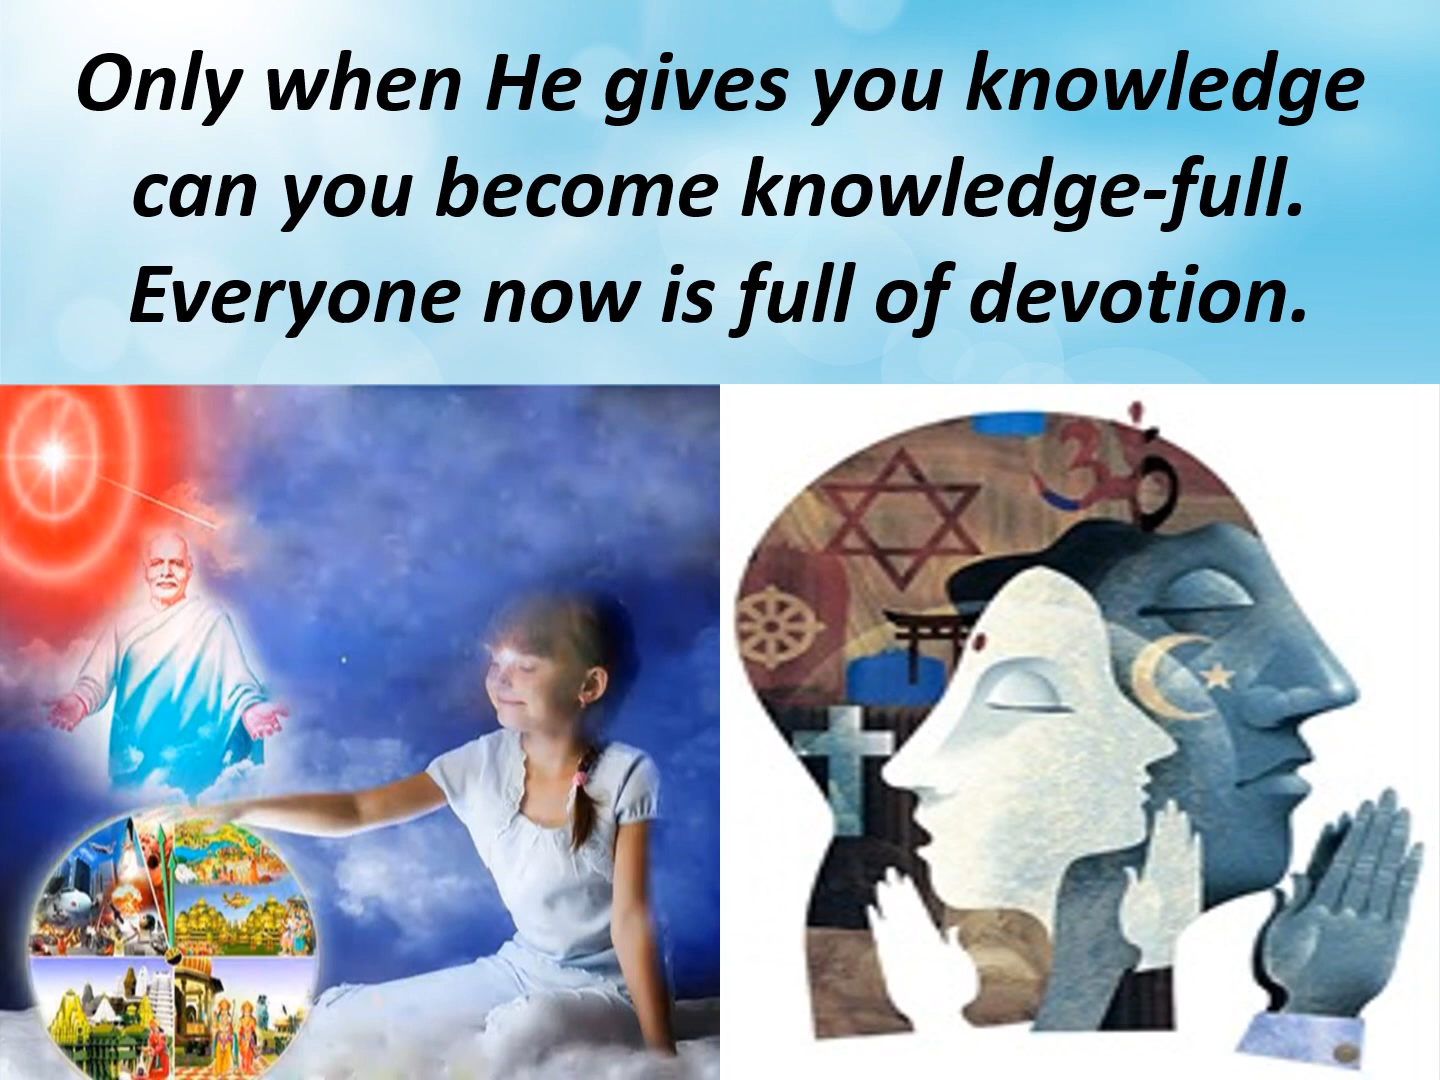 Only when He gives you knowledge
can you become knowledge-full.
Everyone now is full of devotion.